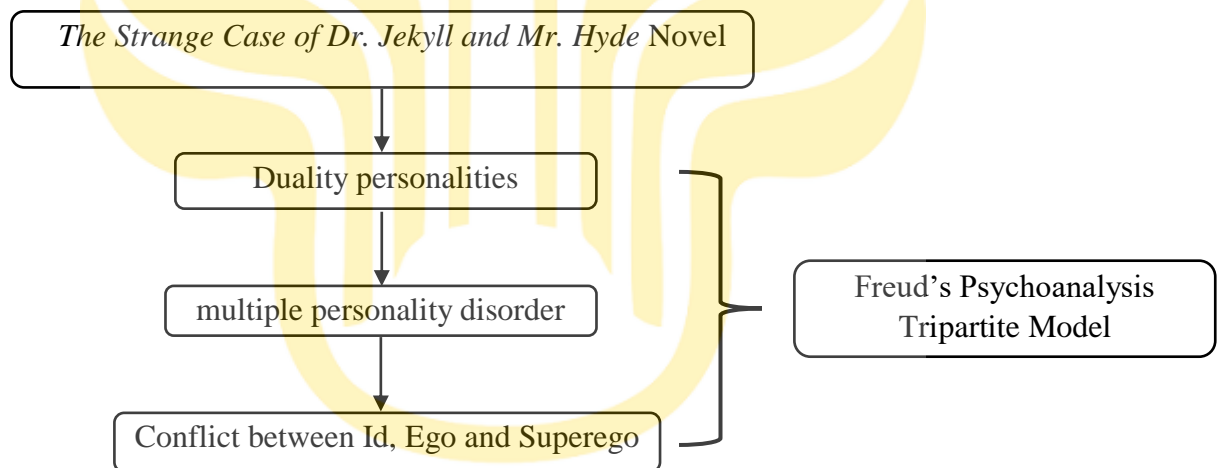 The Strange Case of Dr. Jekyll and Mr. Hyde Novel
Duality personalities
multiple personality disorder
Conflict between Id, Ego and Superego
Freud’s Psychoanalysis
Tripartite Model